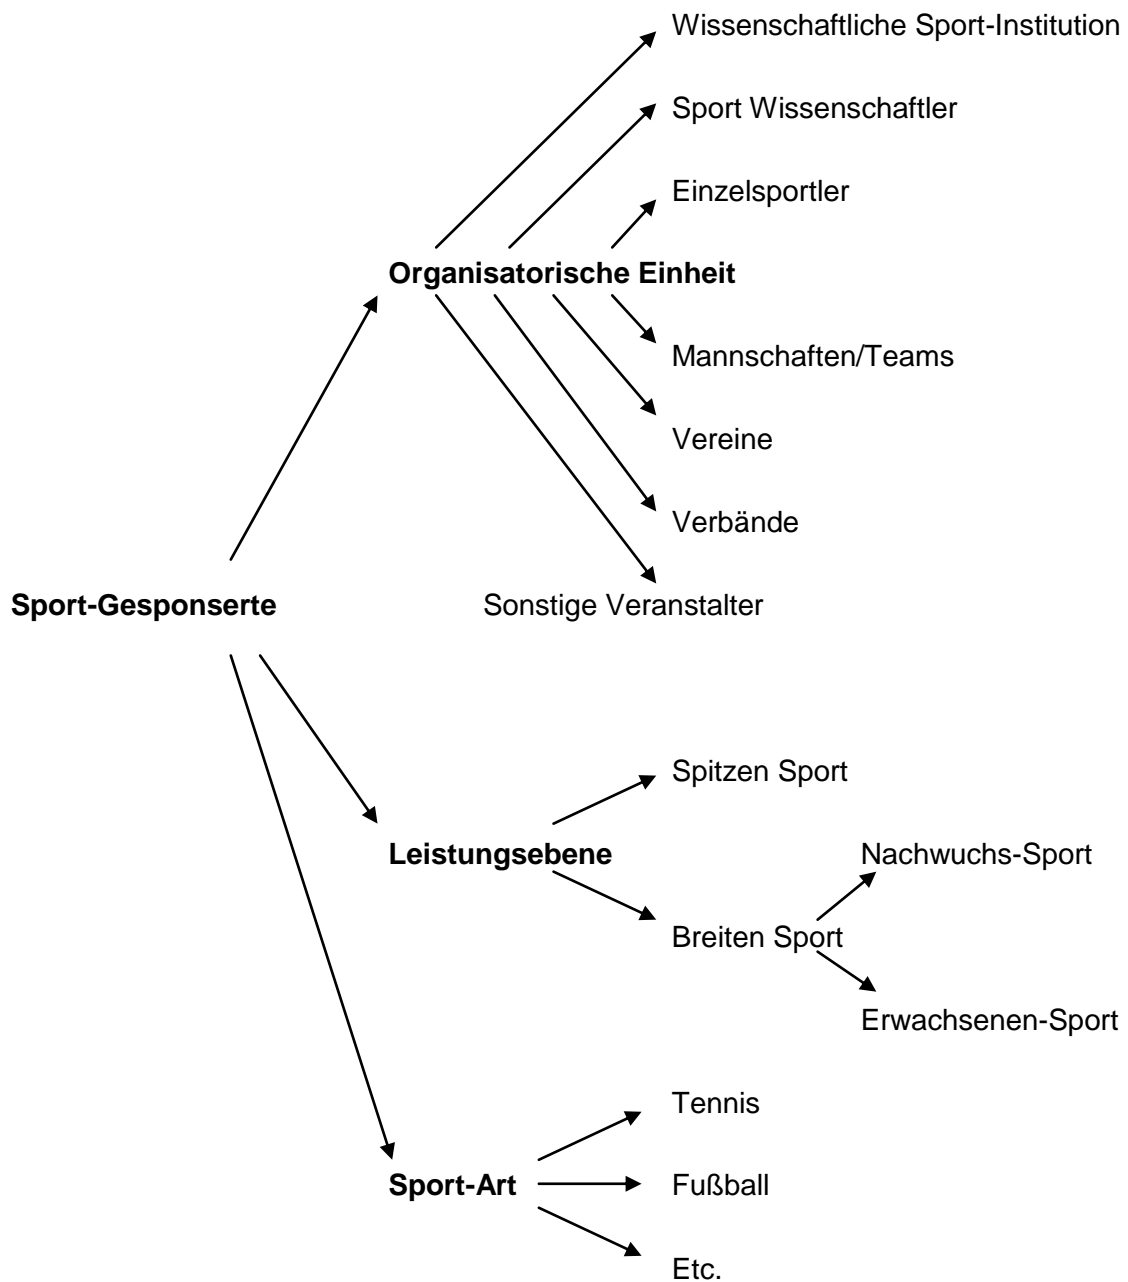 Wissenschaftliche Sport-Institution
Sport Wissenschaftler
Einzelsportler
Organisatorische Einheit
Mannschaften/Teams
Vereine
Verbände
Sport-Gesponserte
Sonstige Veranstalter
Spitzen Sport
Leistungsebene
Nachwuchs-Sport
Breiten Sport
Erwachsenen-Sport
Tennis
Sport-Art
Fußball
Etc.